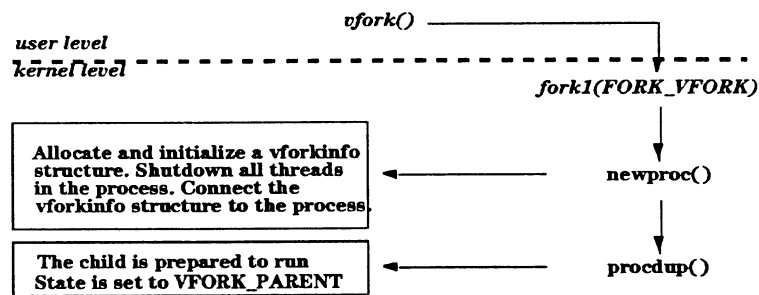 vfork()
user level
kernel level
fork1(FORK_VFORK)
Allocate and initialize a vforkinfo
structure. Shutdown all threads
in the process. Connect the
vforkinfo structure to the process.
newproc()
The child is prepared to run
State is set to VFORK_PARENT
procdup()